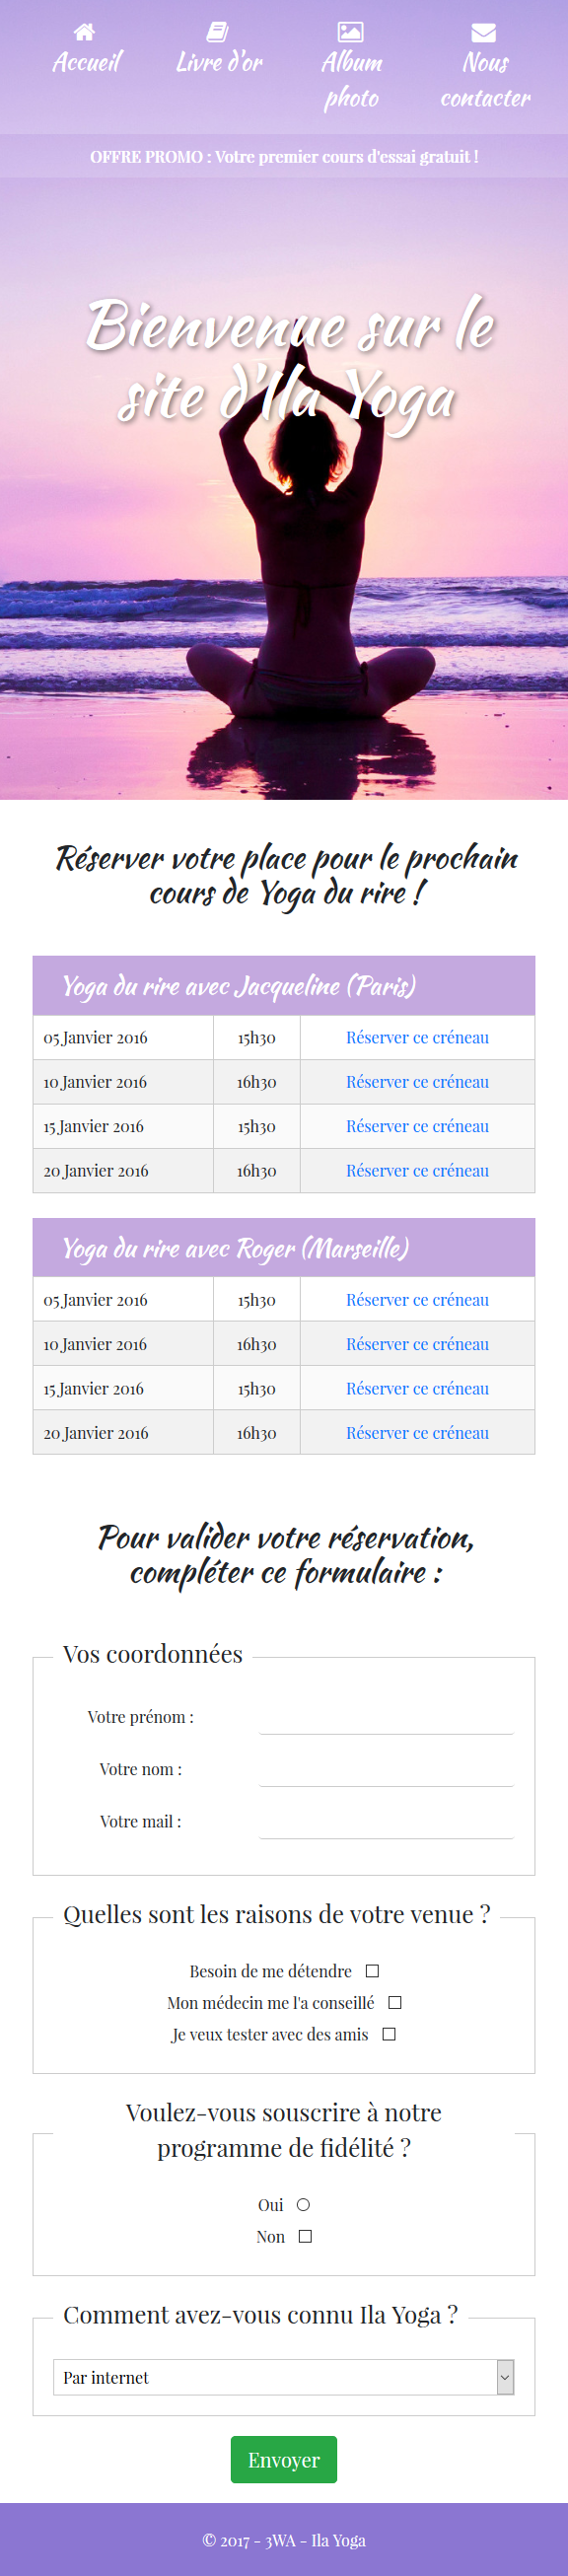 Accueil
Livre d'or
Album
photo
Nous
contacter
OFFRE PROMO : Votre premier cours d'essai gratuit !
Bienvenue sur le
site d'Ila Yoga
Réserver votre place pour le prochain
cours de Yoga du rire !
Yoga du rire avec Jacqueline (Paris)
05 Janvier 2016 15h30 Réserver ce créneau
10 Janvier 2016 16h30 Réserver ce créneau
15 Janvier 2016 15h30 Réserver ce créneau
20 Janvier 2016 16h30 Réserver ce créneau
Yoga du rire avec Roger (Marseille)
05 Janvier 2016 15h30 Réserver ce créneau
10 Janvier 2016 16h30 Réserver ce créneau
15 Janvier 2016 15h30 Réserver ce créneau
20 Janvier 2016 16h30 Réserver ce créneau
Pour valider votre réservation,
compléter ce formulaire :
Vos coordonnées
Votre prénom :
Votre nom :
Votre mail :
Quelles sont les raisons de votre venue ?
Besoin de me détendre
Mon médecin me l'a conseillé
Je veux tester avec des amis
Voulez-vous souscrire à notre
programme de fidélité ?
Oui
Non
Comment avez-vous connu Ila Yoga ?
Par internet
Envoyer
© 2017 - 3WA - Ila Yoga